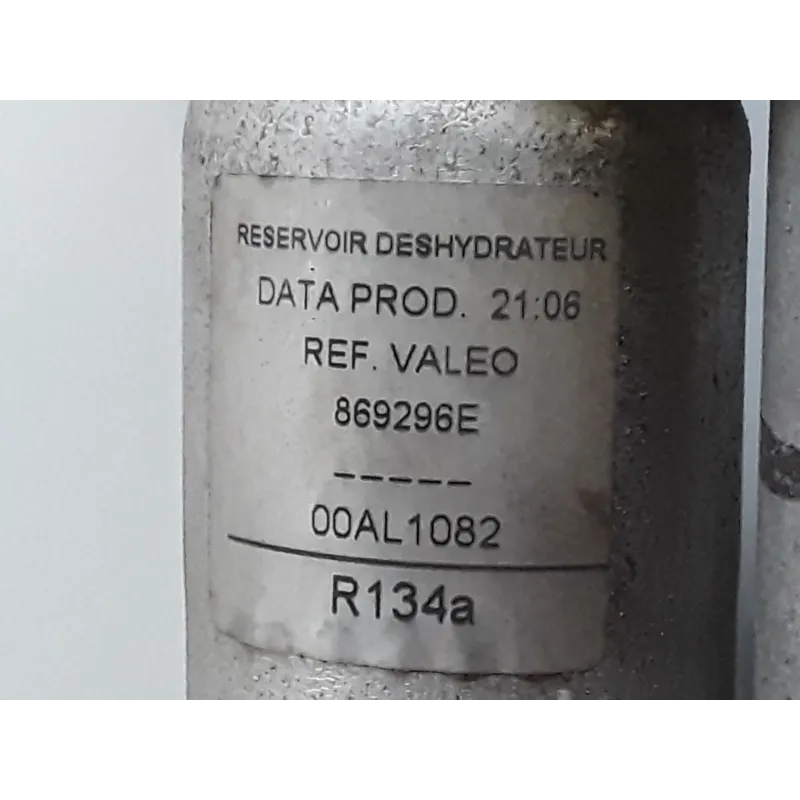 RESERVOIR DESHYDRATEUR
DATA PROD. 21:06
REF. VALEO
869296E
-----
00AL1082
R134a